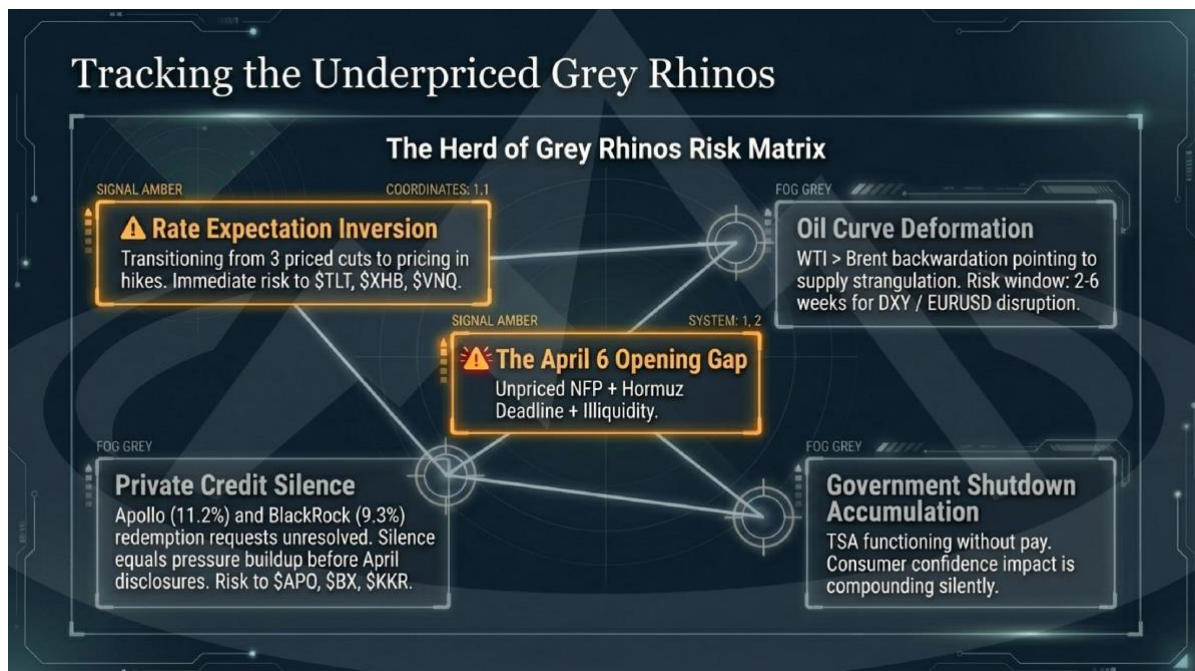 Tracking the Underpriced Grey Rhinos
The Herd of Grey Rhinos Risk Matrix
SIGNAL AMBER
COORDINATES: 1,1
Rate Expectation Inversion
Transitioning from 3 priced cuts to pricing in
hikes. Immediate risk to $TLT, $XHB, $VNQ.
FOG GREY
Oil Curve Deformation
WTI > Brent backwardation pointing to
supply strangulation. Risk window: 2-6
weeks for DXY / EURUSD disruption.
SIGNAL AMBER
SYSTEM: 1, 2
The April 6 Opening Gap
Unpriced NFP + Hormuz
Deadline + Illiquidity.
FOG GREY
Private Credit Silence
Apollo (11.2%) and BlackRock (9.3%)
redemption requests unresolved. Silence
equals pressure buildup before April
disclosures. Risk to $APO, $BX, $KKR.
FOG GREY
Government Shutdown
Accumulation
TSA functioning without pay.
Consumer confidence impact is
compounding silently.